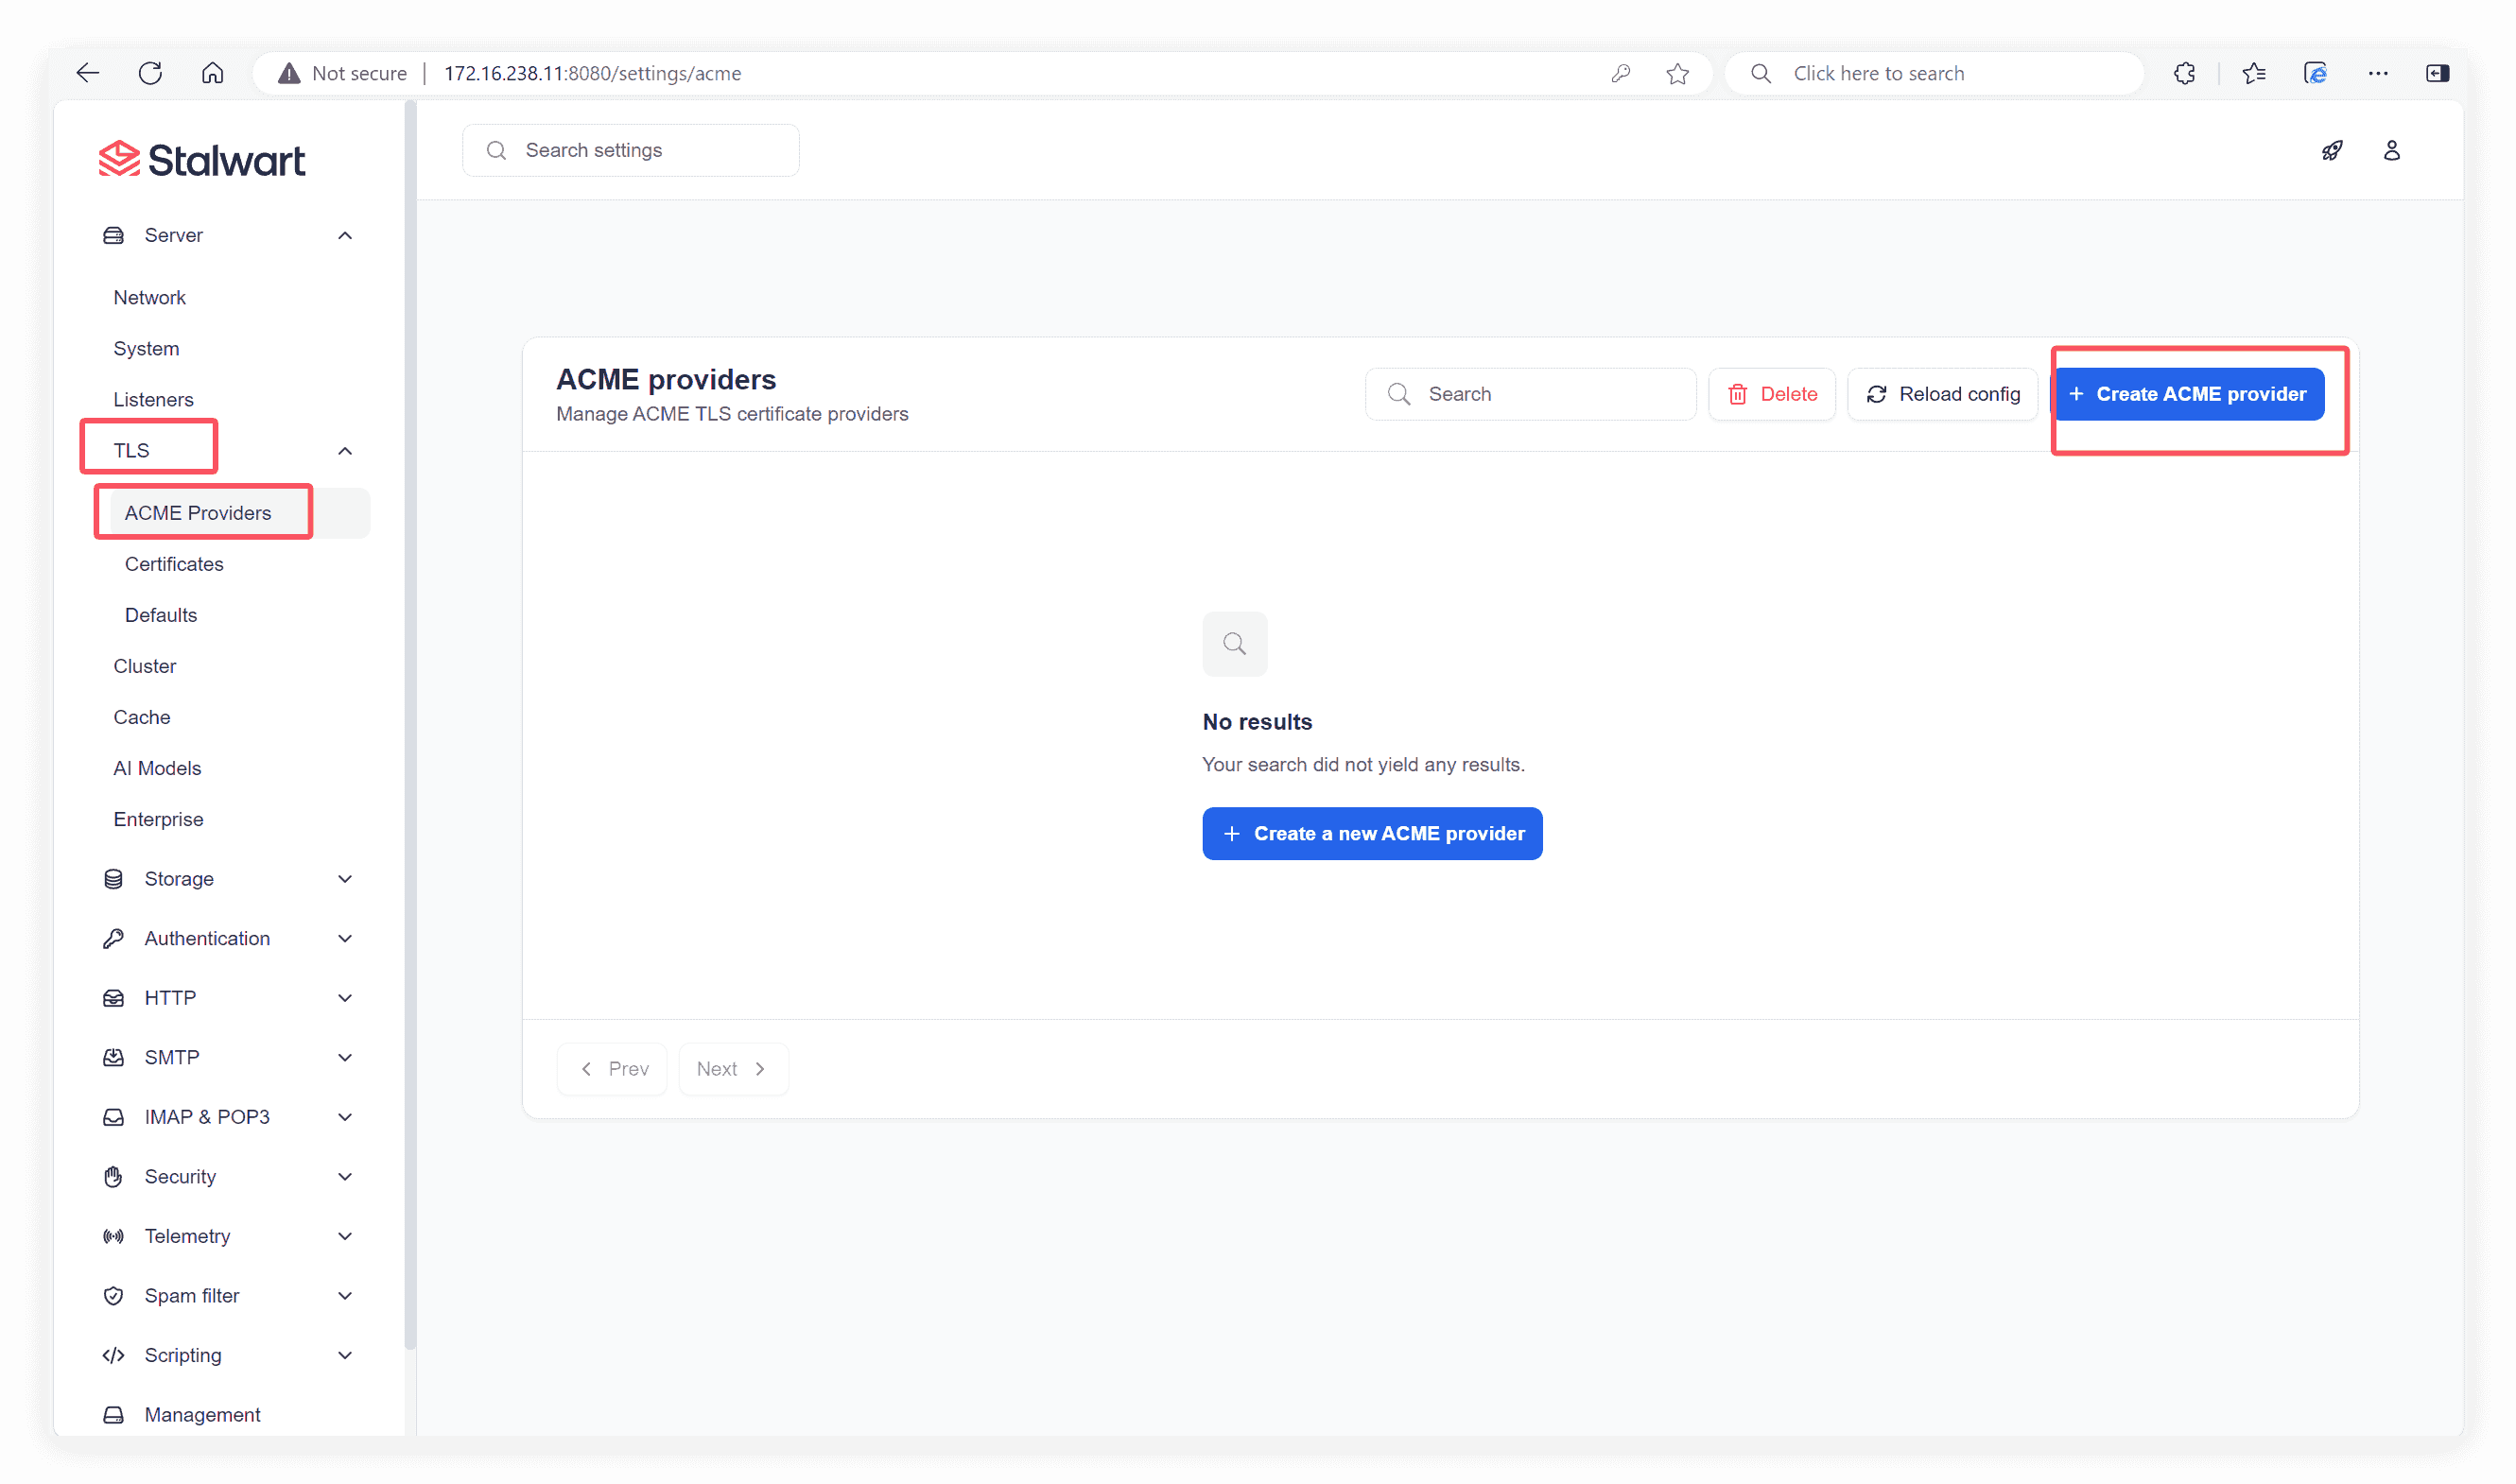 Not secure
172.16.238.11:8080/settings/acme
Click here to search
Stalwart
Search settings
Server
Network
System
Listeners
TLS
ACME Providers
Certificates
Defaults
Cluster
Cache
AI Models
Enterprise
Storage
Authentication
HTTP
SMTP
IMAP & POP3
Security
Telemetry
Spam filter
Scripting
Management
ACME providers
Manage ACME TLS certificate providers
Search
Delete
Reload config
+ Create ACME provider
No results
Your search did not yield any results.
+ Create a new ACME provider
Prev
Next